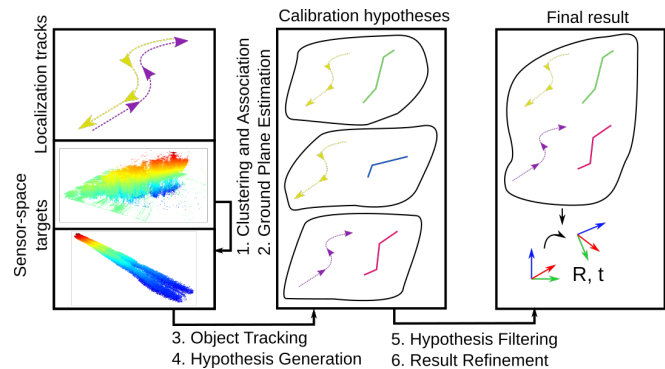 Calibration hypotheses
Final result
Localization tracks
Sensor-space
targets
1. Clustering and Association
2. Ground Plane Estimation
R, t
3. Object Tracking
4. Hypothesis Generation
5. Hypothesis Filtering
6. Result Refinement